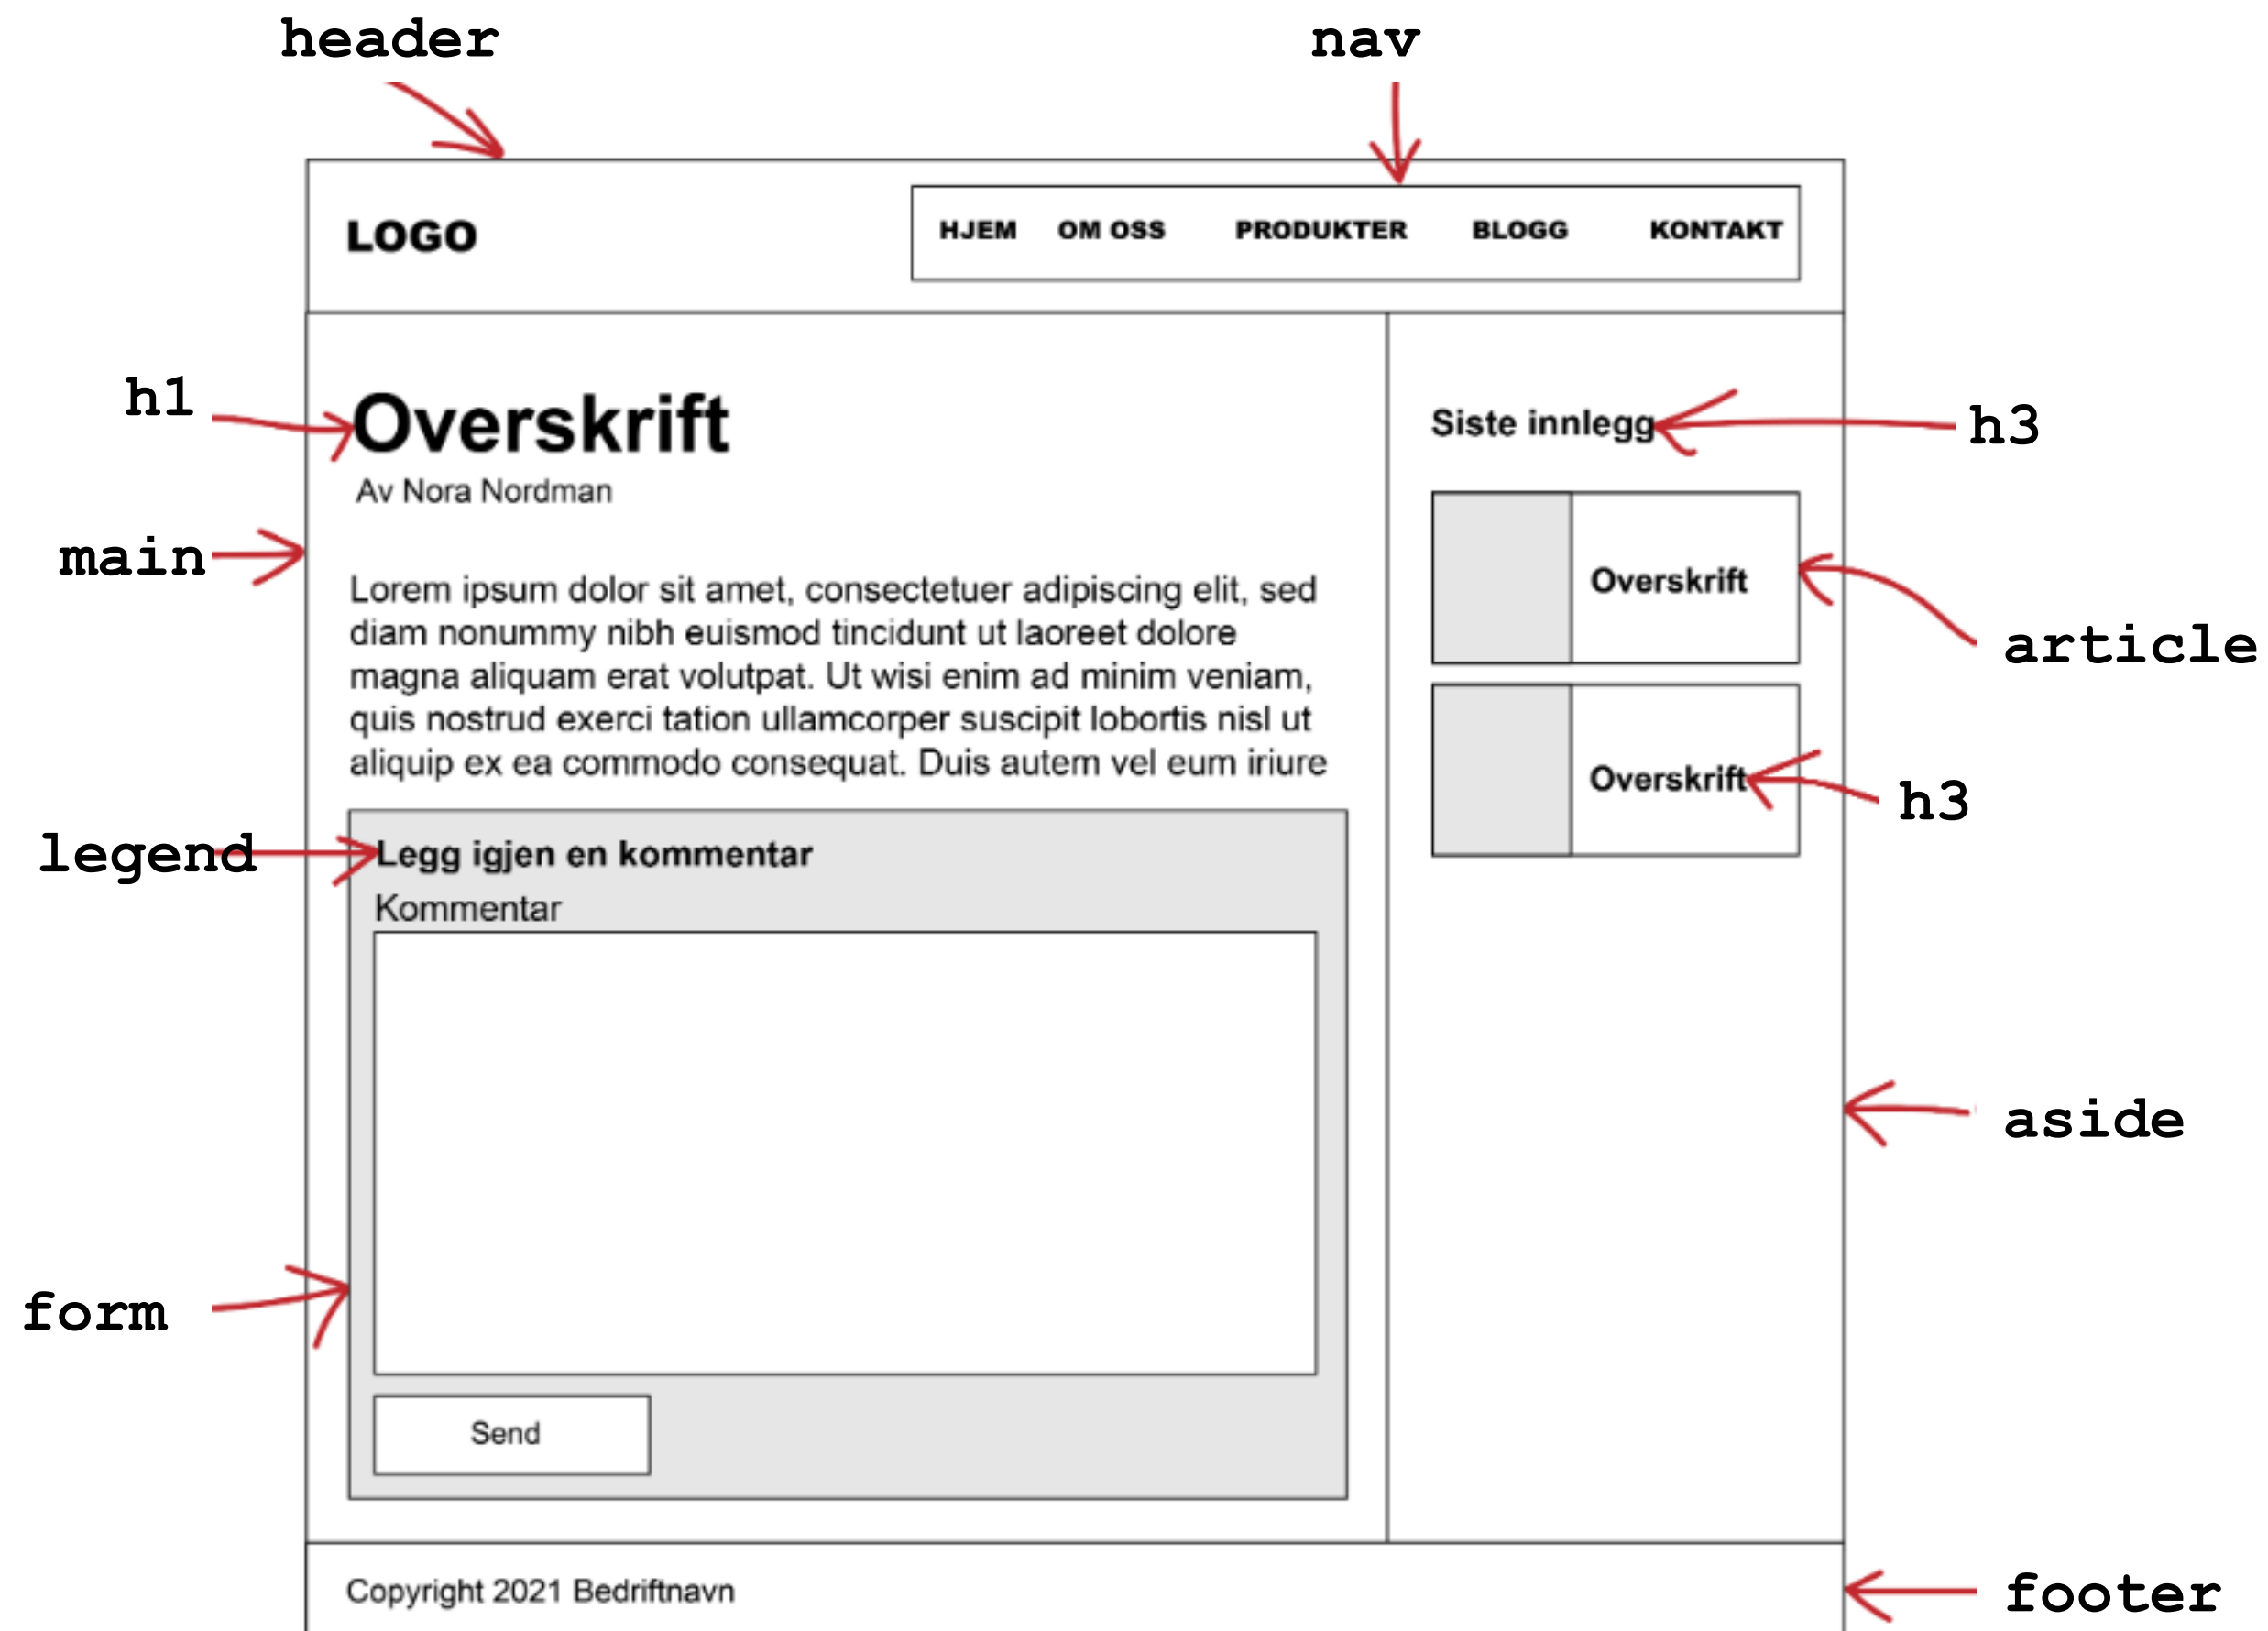 header
nav
LOGO
HJEM OM OSS PRODUKTER BLOGG KONTAKT
h1
Overskrift
Av Nora Nordman
main
Lorem ipsum dolor sit amet, consectetuer adipiscing elit, sed
diam nonummy nibh euismod tincidunt ut laoreet dolore
magna aliquam erat volutpat. Ut wisi enim ad minim veniam,
quis nostrud exerci tation ullamcorper suscipit lobortis nisl ut
aliquip ex ea commodo consequat. Duis autem vel eum iriure
legend
Legg igjen en kommentar
Kommentar
form
Send
Siste innlegg
h3
Overskrift
article
Overskrift
h3
aside
Copyright 2021 Bedriftnavn
footer